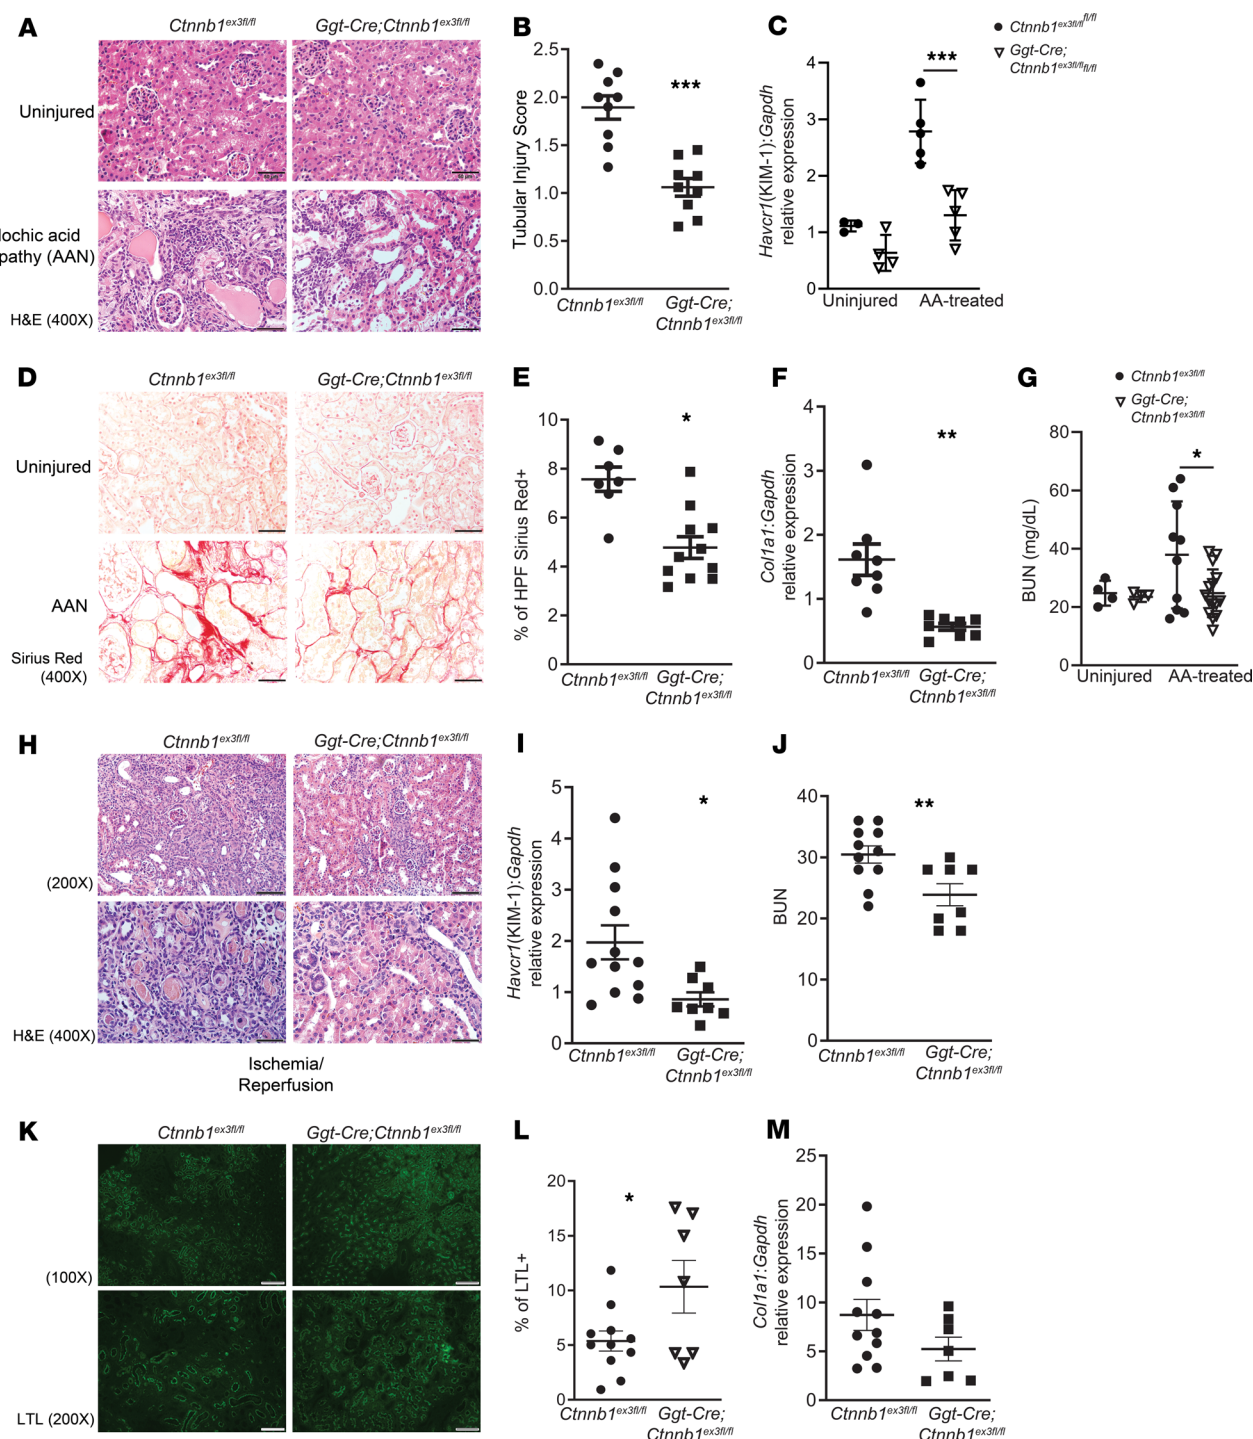 A
Ctnnb1ex3fl/fl
Ggt-Cre;Ctnnb1ex3fl/fl
Uninjured
lochic acid
pathy (AAN)
H&E (400X)
B
Tubular Injury Score
2.5
2.0
1.5
1.0
0.5
0.0
***
Ctnnb1ex3fl/fl
Ggt-Cre;
Ctnnb1ex3fl/fl
C
Ctnnb1ex3fl/fl fl/fl
Ggt-Cre;
Ctnnb1ex3fl/fl fl/fl
Havcr1(KIM-1):Gapdh
relative expression
4
3
2
1
0
***
Uninjured
AA-treated
D
Ctnnb1ex3fl/fl
Ggt-Cre;Ctnnb1ex3fl/fl
Uninjured
AAN
Sirius Red
(400X)
E
% of HPF Sirius Red+
10
8
6
4
2
0
*
Ctnnb1ex3fl/fl
Ggt-Cre;
Ctnnb1ex3fl/fl
F
Col1a1:Gapdh
relative expression
4
3
2
1
0
**
Ctnnb1ex3fl/fl
Ggt-Cre;
Ctnnb1ex3fl/fl
G
Ctnnb1ex3fl/fl
Ggt-Cre;
Ctnnb1ex3fl/fl
BUN (mg/dL)
80
60
40
20
0
*
Uninjured
AA-treated
H
Ctnnb1ex3fl/fl
Ggt-Cre;Ctnnb1ex3fl/fl
(200X)
H&E (400X)
Ischemia/
Reperfusion
I
Havcr1(KIM-1):Gapdh
relative expression
5
4
3
2
1
0
*
Ctnnb1ex3fl/fl
Ggt-Cre;
Ctnnb1ex3fl/fl
J
BUN
40
30
20
10
0
**
Ctnnb1ex3fl/fl
Ggt-Cre;
Ctnnb1ex3fl/fl
K
Ctnnb1ex3fl/fl
Ggt-Cre;Ctnnb1ex3fl/fl
(100X)
LTL (200X)
L
% of LTL+
20
15
10
5
0
*
Ctnnb1ex3fl/fl
Ggt-Cre;
Ctnnb1ex3fl/fl
M
Col1a1:Gapdh
relative expression
25
20
15
10
5
0
Ctnnb1ex3fl/fl
Ggt-Cre;
Ctnnb1ex3fl/fl